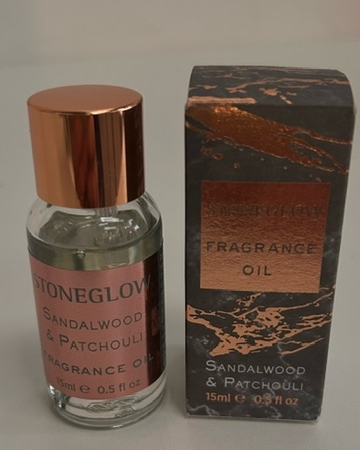 STONEGLOW
SANDALWOOD
& PATCHOULI
FRAGRANCE OIL
15ml e 0.5 fl oz
STONEGLOW
FRAGRANCE
OIL
SANDALWOOD
& PATCHOULI
15ml e 0.5 fl oz